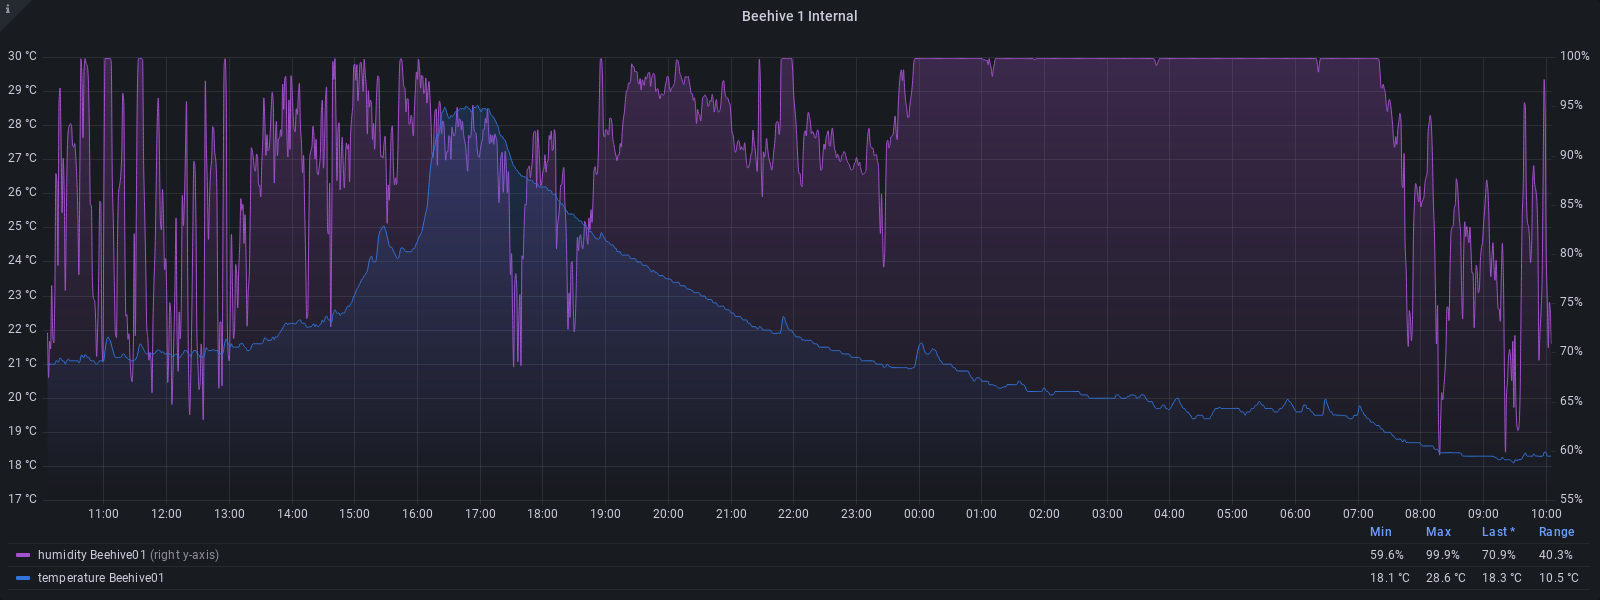 i
Beehive 1 Internal
30 °C 100%
29 °C 95%
28 °C 90%
27 °C 85%
26 °C 80%
25 °C 75%
24 °C 70%
23 °C 65%
22 °C 60%
21 °C 55%
20 °C
19 °C
18 °C
17 °C
11:00 12:00 13:00 14:00 15:00 16:00 17:00 18:00 19:00 20:00 21:00 22:00 23:00 00:00 01:00 02:00 03:00 04:00 05:00 06:00 07:00 08:00 09:00 10:00
Min Max Last * Range
humidity Beehive01 (right y-axis) 59.6% 99.9% 70.9% 40.3%
temperature Beehive01 18.1 °C 28.6 °C 18.3 °C 10.5 °C